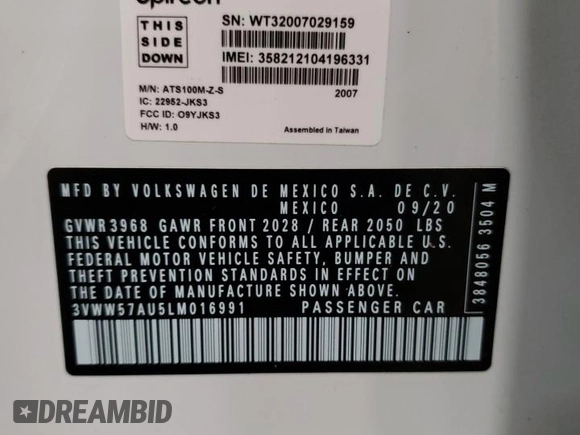 SN: WT32007029159
THIS
SIDE
DOWN
IMEI: 358212104196331
M/N: ATS100M-Z-S
2007
IC: 22952-JKS3
FCC ID: O9YJKS3
H/W: 1.0
Assembled in Taiwan
MFD BY VOLKSWAGEN DE MEXICO S.A. DE C.V.
MEXICO 09/20
GVWR3968 GAWR FRONT 2028 / REAR 2050 LBS
THIS VEHICLE CONFORMS TO ALL APPLICABLE U.S.
FEDERAL MOTOR VEHICLE SAFETY, BUMPER AND
THEFT PREVENTION STANDARDS IN EFFECT ON
THE DATE OF MANUFACTURE SHOWN ABOVE.
3VWW57AU5LM016991 PASSENGER CAR
3848056 3504 M
DREAMBID